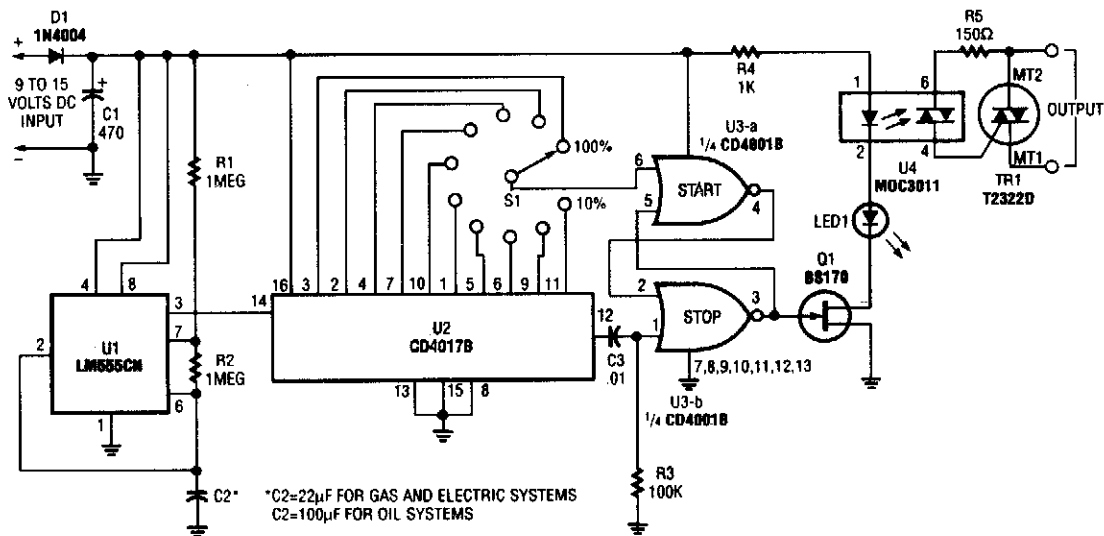 D1
1N4004
+
9 TO 15
VOLTS DC
INPUT
−
+
C1
470
R1
1MEG
R2
1MEG
4
8
3
7
2
6
1
U1
LM555CN
C2*
*C2=22µF FOR GAS AND ELECTRIC SYSTEMS
C2=100µF FOR OIL SYSTEMS
14
16
3
2
4
7
10
1
5
6
9
11
12
13
15
8
U2
CD4017B
S1
100%
10%
C3
.01
R3
100K
U3-a
1/4 CD4001B
6
5
START
4
2
1
STOP
3
7,8,9,10,11,12,13
U3-b
1/4 CD4001B
R4
1K
Q1
BS170
LED1
1
2
6
4
U4
MOC3011
R5
150Ω
MT2
MT1
TR1
T2322D
OUTPUT